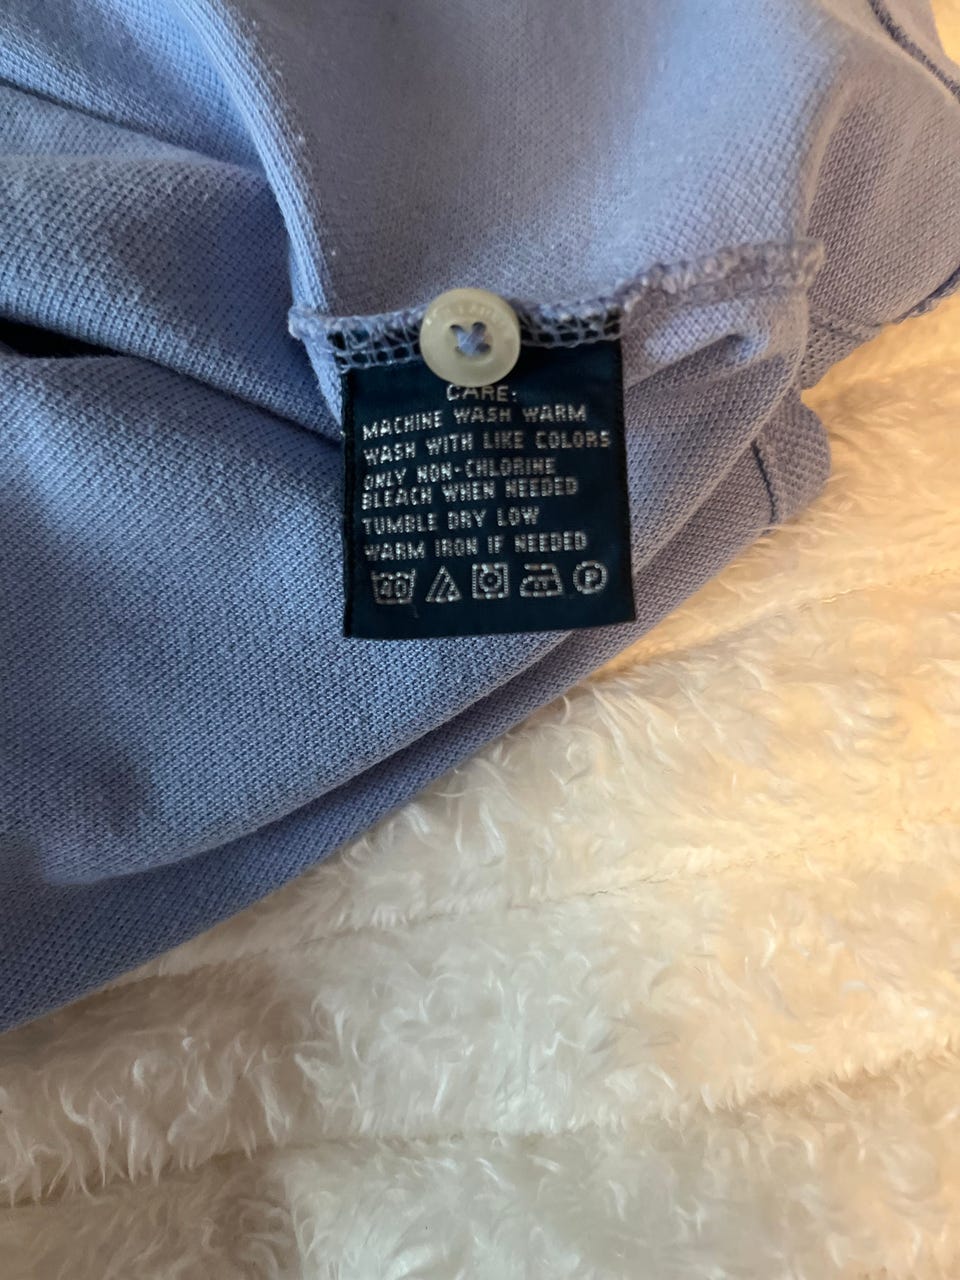 CARE:
MACHINE WASH WARM
WASH WITH LIKE COLORS
ONLY NON-CHLORINE
BLEACH WHEN NEEDED
TUMBLE DRY LOW
WARM IRON IF NEEDED
40 P